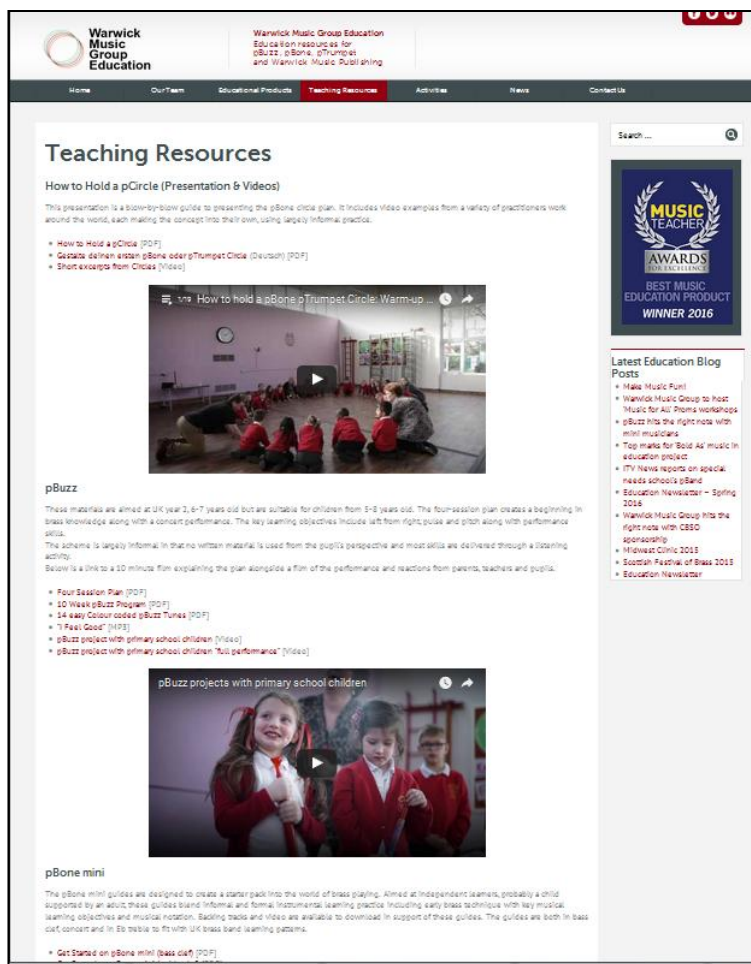 Warwick
Music
Group
Education
Warwick Music Group Education
Education resources for
pBuzz, pBone, pTrumpet
and Warwick Music Publishing
Home Our Team Educational Products Teaching Resources Activities News Contact Us
Search ...
Teaching Resources
How to Hold a pCircle (Presentation & Videos)
This presentation is a blow-by-blow guide to presenting the pBone circle plan. It includes video examples from a variety of practitioners work
around the world, each making the concept into their own, using largely informal practice.
How to Hold a pCircle [PDF]
Gestalte deinen ersten pBone oder pTrumpet Circle (Deutsch) [PDF]
Short excerpts from Circles [Video]
1/19 How to hold a pBone pTrumpet Circle: Warm-up ...
pBuzz
These materials are aimed at UK year 2, 6-7 years old but are suitable for children from 5-8 years old. The four-session plan creates a beginning in
brass knowledge along with a concert performance. The key learning objectives include left from right, pulse and pitch along with performance
skills.
The scheme is largely informal in that no written material is used from the pupil's perspective and most skills are delivered through a listening
activity.
Below is a link to a 10 minute film explaining the plan alongside a film of the performance and reactions from parents, teachers and pupils.
Four Session Plan [PDF]
10 Week pBuzz Program [PDF]
14 easy Colour coded pBuzz Tunes [PDF]
"I Feel Good" [MP3]
pBuzz project with primary school children [Video]
pBuzz project with primary school children "full performance" [Video]
pBuzz projects with primary school children
pBone mini
The pBone mini guides are designed to create a starter pack into the world of brass playing. Aimed at independent learners, probably a child
supported by an adult, these guides blend informal and formal instrumental learning practice including early brass technique with key musical
learning objectives and musical notation. Backing tracks and video are available to download in support of these guides. The guides are both in bass
clef, concert and in Eb treble to fit with UK brass band learning patterns.
Get Started on pBone mini (bass clef) [PDF]
MUSIC
TEACHER
AWARDS
FOR EXCELLENCE
BEST MUSIC
EDUCATION PRODUCT
WINNER 2016
Latest Education Blog
Posts
Make Music Fun!
Warwick Music Group to host
'Music for All' Proms workshops
pBuzz hits the right note with
mini musicians
Top marks for 'Bold As' music in
education project
ITV News reports on special
needs school's pBand
Education Newsletter – Spring
2016
Warwick Music Group hits the
right note with CBSO
sponsorship
Midwest Clinic 2015
Scottish Festival of Brass 2015
Education Newsletter